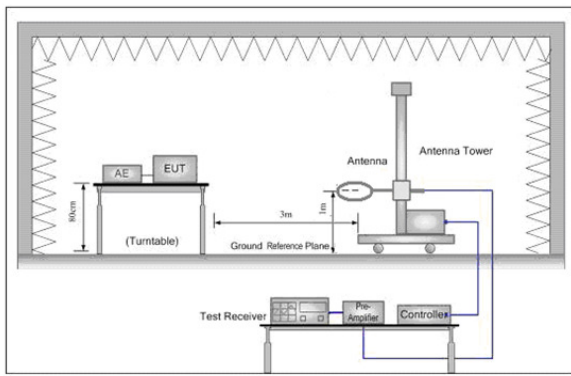 Antenna
Antenna Tower
AE
EUT
80cm
(Turntable)
3m
1m
Ground Reference Plane
Test Receiver
Pre-
Amplifier
Controller